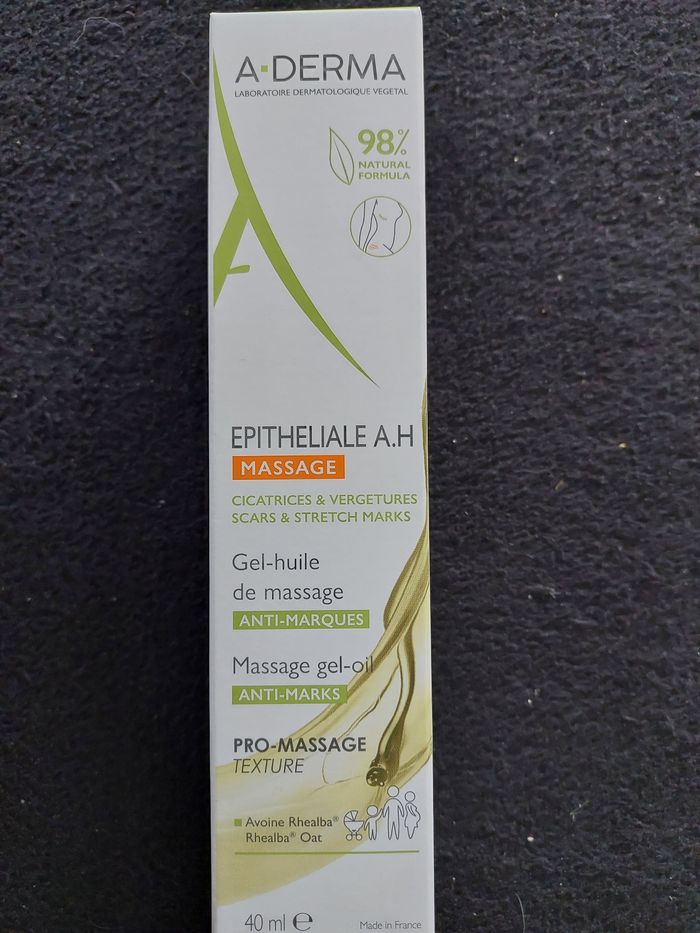 A·DERMA
LABORATOIRE DERMATOLOGIQUE VEGETAL
98%
NATURAL
FORMULA
EPITHELIALE A.H
MASSAGE
CICATRICES & VERGETURES
SCARS & STRETCH MARKS
Gel-huile
de massage
ANTI-MARQUES
Massage gel-oil
ANTI-MARKS
PRO-MASSAGE
TEXTURE
Avoine Rhealba®
Rhealba® Oat
40 ml ℮
Made in France